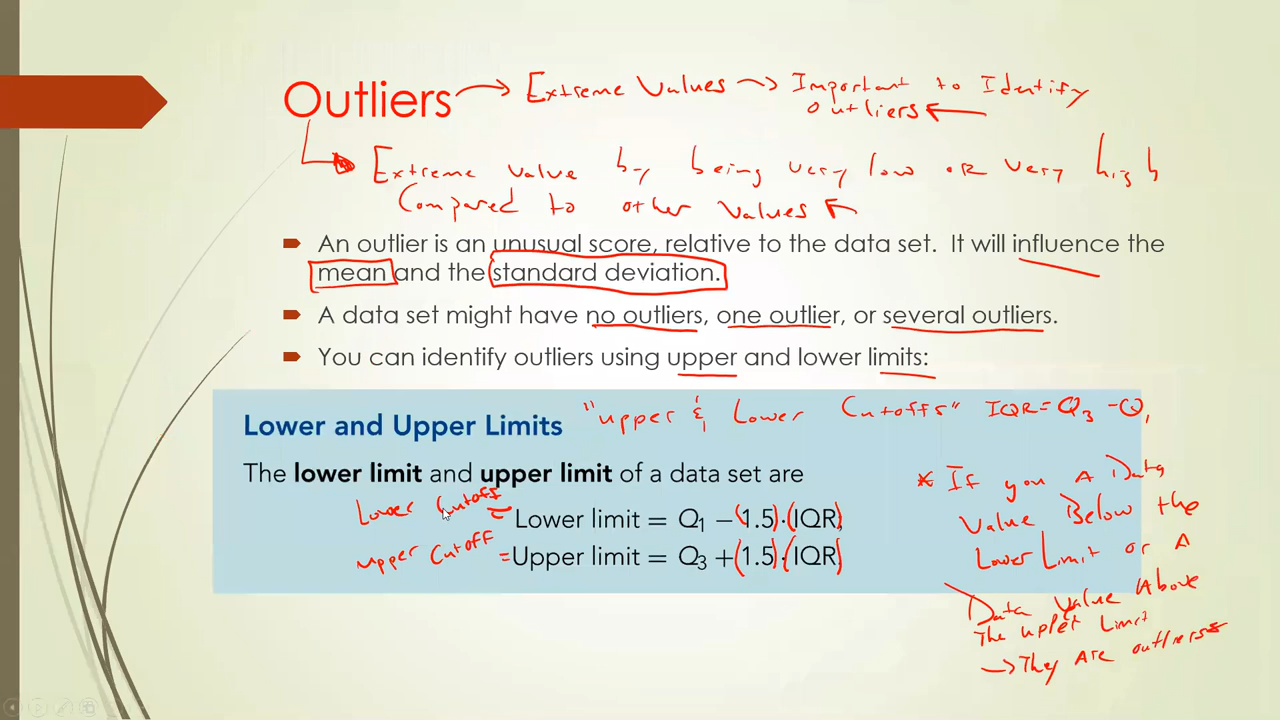 Outliers → Extreme Values → Important to Identify
outliers ←
Extreme value by being very low or very high
Compared to other values
An outlier is an unusual score, relative to the data set. It will influence the
mean and the standard deviation.
A data set might have no outliers, one outlier, or several outliers.
You can identify outliers using upper and lower limits:
Lower and Upper Limits "upper & Lower Cutoffs" IQR = Q₃ - Q₁
The lower limit and upper limit of a data set are
Lower Cutoff = Lower limit = Q₁ − (1.5) · (IQR)
Upper Cutoff = Upper limit = Q₃ + (1.5) · (IQR)
* If you A Data
Value Below the
Lower Limit or A
Data Value Above
The upper Limit
→ They Are outliers*